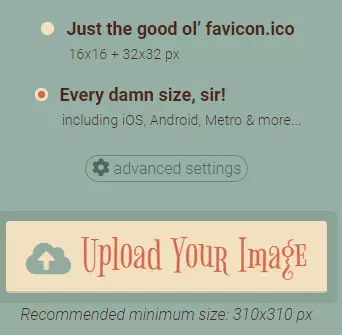 Just the good ol’ favicon.ico
16x16 + 32x32 px
Every damn size, sir!
including iOS, Android, Metro & more...
advanced settings
Upload Your Image
Recommended minimum size: 310x310 px